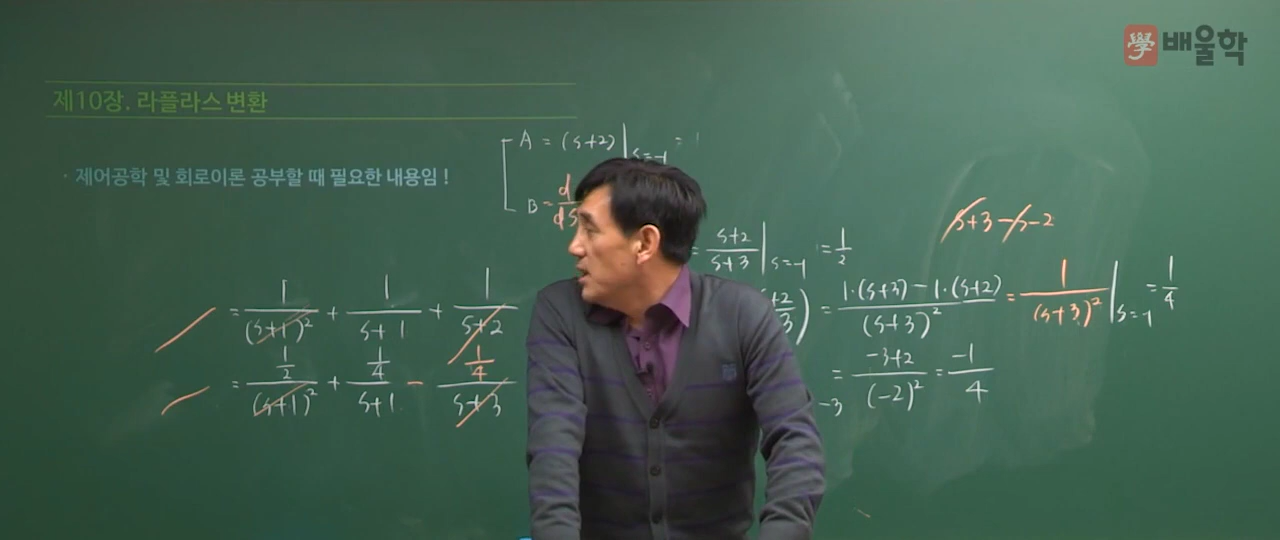 學 배울학
제10장. 라플라스 변환
· 제어공학 및 회로이론 공부할 때 필요한 내용임 !
A = (s+2)|s=-1 = 1
B = d/ds
s+3-s-2
= s+2/s+3 |s=-1 = 1/2
= 1·(s+3) - 1·(s+2)/(s+3)² = 1/(s+3)² |s=-1 = 1/4
= 1/(s+1)² + 1/s+1 + 1/s+2
= -3+2/(-2)² = -1/4
= 1/2/(s+1)² + 1/4/s+1 - 1/4/s+3
-3